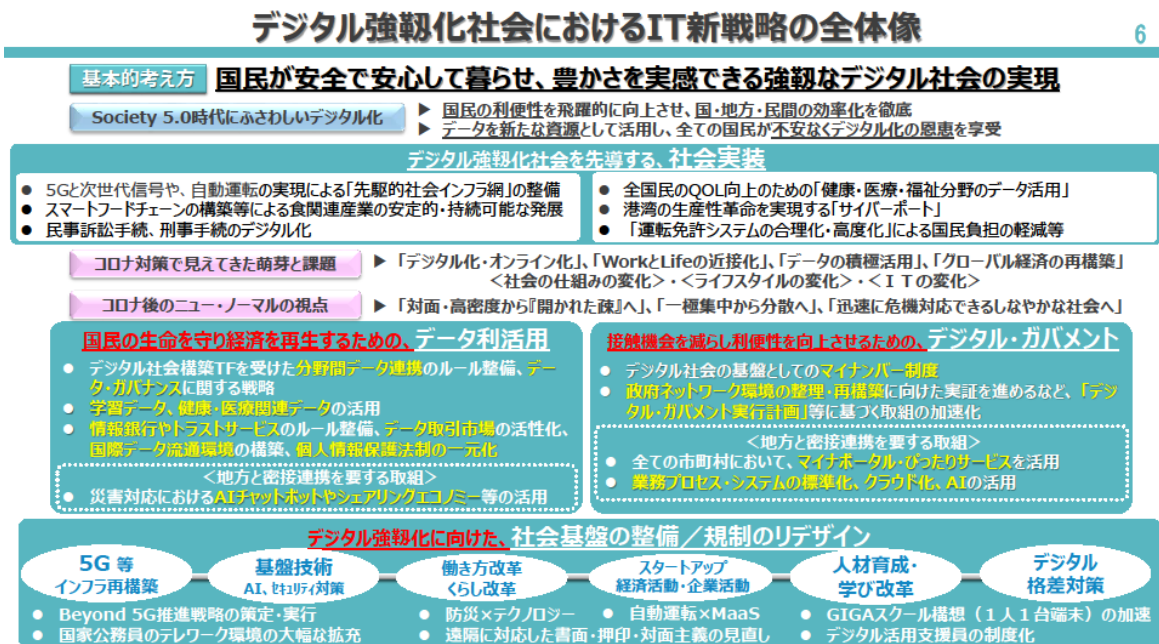 デジタル強靱化社会におけるIT新戦略の全体像
6
基本的考え方 国民が安全で安心して暮らせ、豊かさを実感できる強靱なデジタル社会の実現
Society 5.0時代にふさわしいデジタル化
▶ 国民の利便性を飛躍的に向上させ、国・地方・民間の効率化を徹底
▶ データを新たな資源として活用し、全ての国民が不安なくデジタル化の恩恵を享受
デジタル強靱化社会を先導する、社会実装
● 5Gと次世代信号や、自動運転の実現による「先駆的社会インフラ網」の整備
● スマートフードチェーンの構築等による食関連産業の安定的・持続可能な発展
● 民事訴訟手続、刑事手続のデジタル化
● 全国民のQOL向上のための「健康・医療・福祉分野のデータ活用」
● 港湾の生産性革命を実現する「サイバーポート」
● 「運転免許システムの合理化・高度化」による国民負担の軽減等
コロナ対策で見えてきた萌芽と課題
▶ 「デジタル化・オンライン化」、「WorkとLifeの近接化」、「データの積極活用」、「グローバル経済の再構築」
＜社会の仕組みの変化＞・＜ライフスタイルの変化＞・＜ＩＴの変化＞
コロナ後のニュー・ノーマルの視点
▶ 「対面・高密度から『開かれた疎』へ」、「一極集中から分散へ」、「迅速に危機対応できるしなやかな社会へ」
国民の生命を守り経済を再生するための、データ利活用
● デジタル社会構築TFを受けた分野間データ連携のルール整備、デー
タ・ガバナンスに関する戦略
● 学習データ、健康・医療関連データの活用
● 情報銀行やトラストサービスのルール整備、データ取引市場の活性化、
国際データ流通環境の構築、個人情報保護法制の一元化
＜地方と密接連携を要する取組＞
● 災害対応におけるAIチャットボットやシェアリングエコノミー等の活用
接触機会を減らし利便性を向上させるための、デジタル・ガバメント
● デジタル社会の基盤としてのマイナンバー制度
● 政府ネットワーク環境の整理・再構築に向けた実証を進めるなど、「デジ
タル・ガバメント実行計画」等に基づく取組の加速化
＜地方と密接連携を要する取組＞
● 全ての市町村において、マイナポータル・ぴったりサービスを活用
● 業務プロセス・システムの標準化、クラウド化、AIの活用
デジタル強靱化に向けた、社会基盤の整備／規制のリデザイン
5G 等
インフラ再構築
基盤技術
AI、ｾｷｭﾘﾃｨ対策
働き方改革
くらし改革
スタートアップ
経済活動・企業活動
人材育成・
学び改革
デジタル
格差対策
● Beyond 5G推進戦略の策定・実行
● 国家公務員のテレワーク環境の大幅な拡充
● 防災×テクノロジー ● 自動運転×MaaS
● 遠隔に対応した書面・押印・対面主義の見直し
● GIGAスクール構想（１人１台端末）の加速
● デジタル活用支援員の制度化